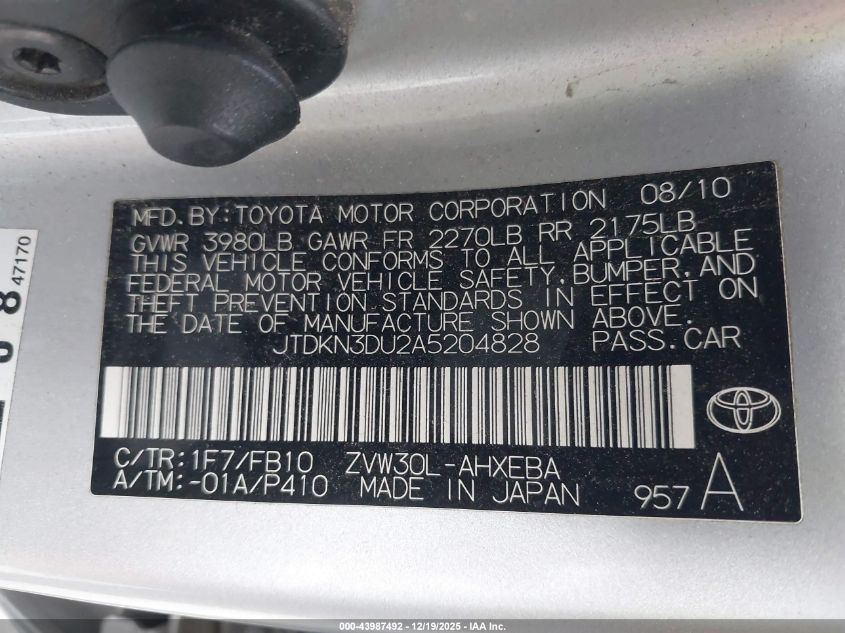 MFD. BY: TOYOTA MOTOR CORPORATION 08/10
GVWR 3980LB GAWR FR 2270LB RR 2175LB
THIS VEHICLE CONFORMS TO ALL APPLICABLE
FEDERAL MOTOR VEHICLE SAFETY, BUMPER, AND
THEFT PREVENTION STANDARDS IN EFFECT ON
THE DATE OF MANUFACTURE SHOWN ABOVE.
JTDKN3DU2A5204828 PASS. CAR
C/TR: 1F7/FB10 ZVW30L-AHXEBA
A/TM: -01A/P410 MADE IN JAPAN 957 A
47170
000-43987492 - 12/19/2025 - IAA Inc.